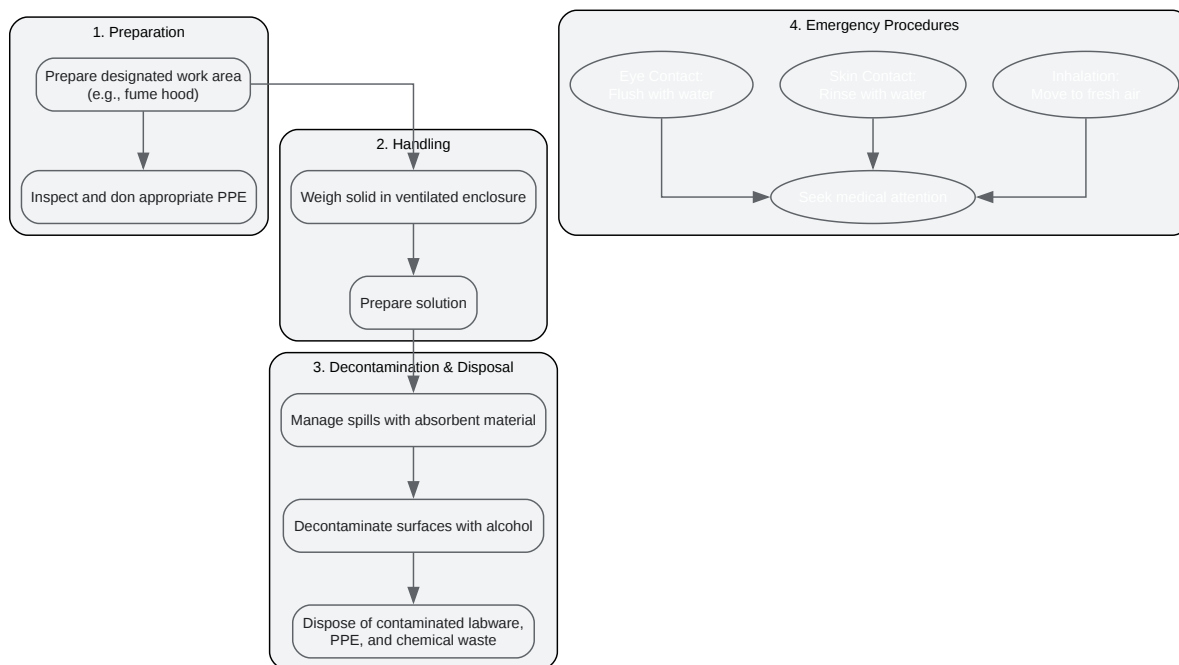 1. Preparation
Prepare designated work area
(e.g., fume hood)
Inspect and don appropriate PPE
2. Handling
Weigh solid in ventilated enclosure
Prepare solution
3. Decontamination & Disposal
Manage spills with absorbent material
Decontaminate surfaces with alcohol
Dispose of contaminated labware,
PPE, and chemical waste
4. Emergency Procedures
Eye Contact:
Flush with water
Skin Contact:
Rinse with water
Inhalation:
Move to fresh air
Seek medical attention